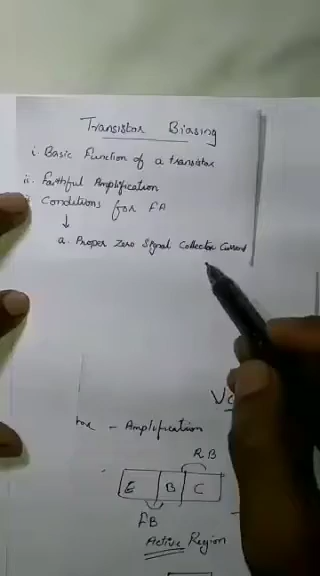 Transistor Biasing
i. Basic Function of a transistor
ii. Faithful Amplification
Conditions for FA
↓
a. Proper Zero Signal Collector Current
- Amplification
RB
E B C
FB
Active Region